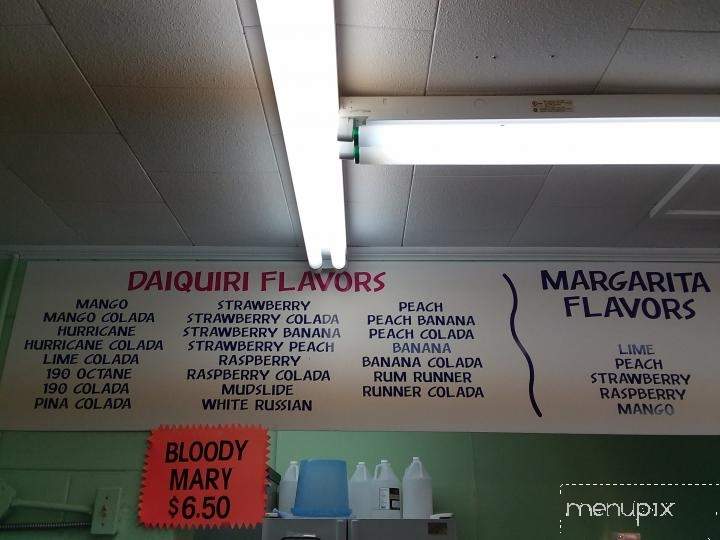 DAIQUIRI FLAVORS
MANGO
MANGO COLADA
HURRICANE
HURRICANE COLADA
LIME COLADA
190 OCTANE
190 COLADA
PINA COLADA
STRAWBERRY
STRAWBERRY COLADA
STRAWBERRY BANANA
STRAWBERRY PEACH
RASPBERRY
RASPBERRY COLADA
MUDSLIDE
WHITE RUSSIAN
PEACH
PEACH BANANA
PEACH COLADA
BANANA
BANANA COLADA
RUM RUNNER
RUNNER COLADA
MARGARITA
FLAVORS
LIME
PEACH
STRAWBERRY
RASPBERRY
MANGO
BLOODY
MARY
$6.50
menupix